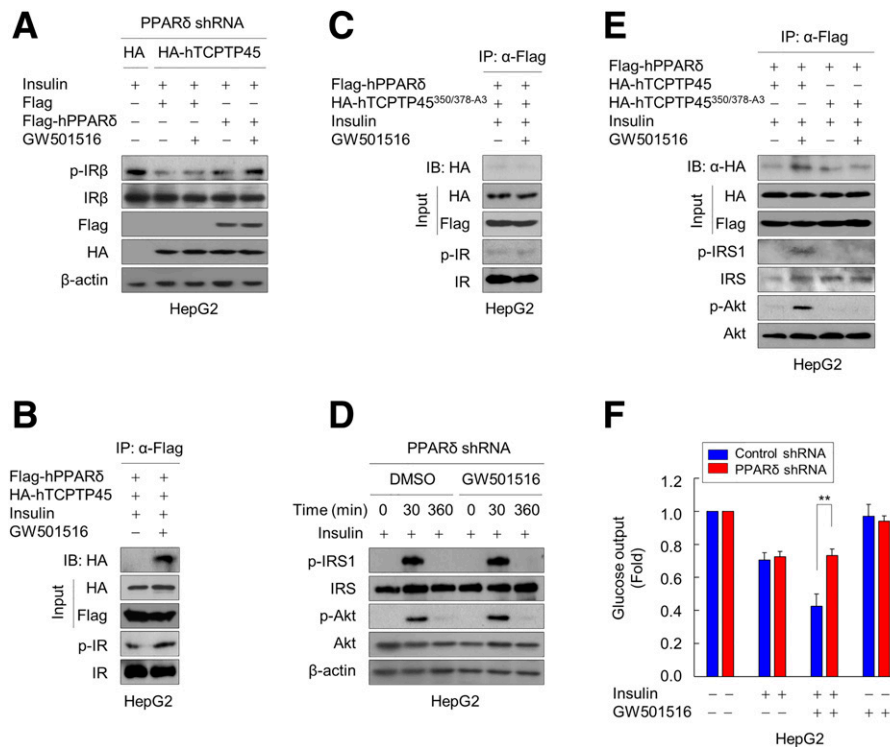 A
PPARδ shRNA
HA HA-hTCPTP45
Insulin + + + + +
Flag − + + − −
Flag-hPPARδ − − − + +
GW501516 − − + − +
p-IRβ
IRβ
Flag
HA
β-actin
HepG2
B
IP: α-Flag
Flag-hPPARδ + +
HA-hTCPTP45 + +
Insulin + +
GW501516 − +
IB: HA
Input
HA
Flag
p-IR
IR
HepG2
C
IP: α-Flag
Flag-hPPARδ + +
HA-hTCPTP45350/378-A3 + +
Insulin + +
GW501516 − +
IB: HA
Input
HA
Flag
p-IR
IR
HepG2
D
PPARδ shRNA
DMSO GW501516
Time (min) 0 30 360 0 30 360
Insulin + + + + + +
p-IRS1
IRS
p-Akt
Akt
β-actin
HepG2
E
IP: α-Flag
Flag-hPPARδ + + + +
HA-hTCPTP45 + + − −
HA-hTCPTP45350/378-A3 − − + +
Insulin + + + +
GW501516 − + − +
IB: α-HA
Input
HA
Flag
p-IRS1
IRS
p-Akt
Akt
HepG2
F
Control shRNA
PPARδ shRNA
Glucose output
(Fold)
1.2
1.0
0.8
0.6
0.4
0.2
0.0
**
Insulin − − + + + + − −
GW501516 − − − − + + + +
HepG2